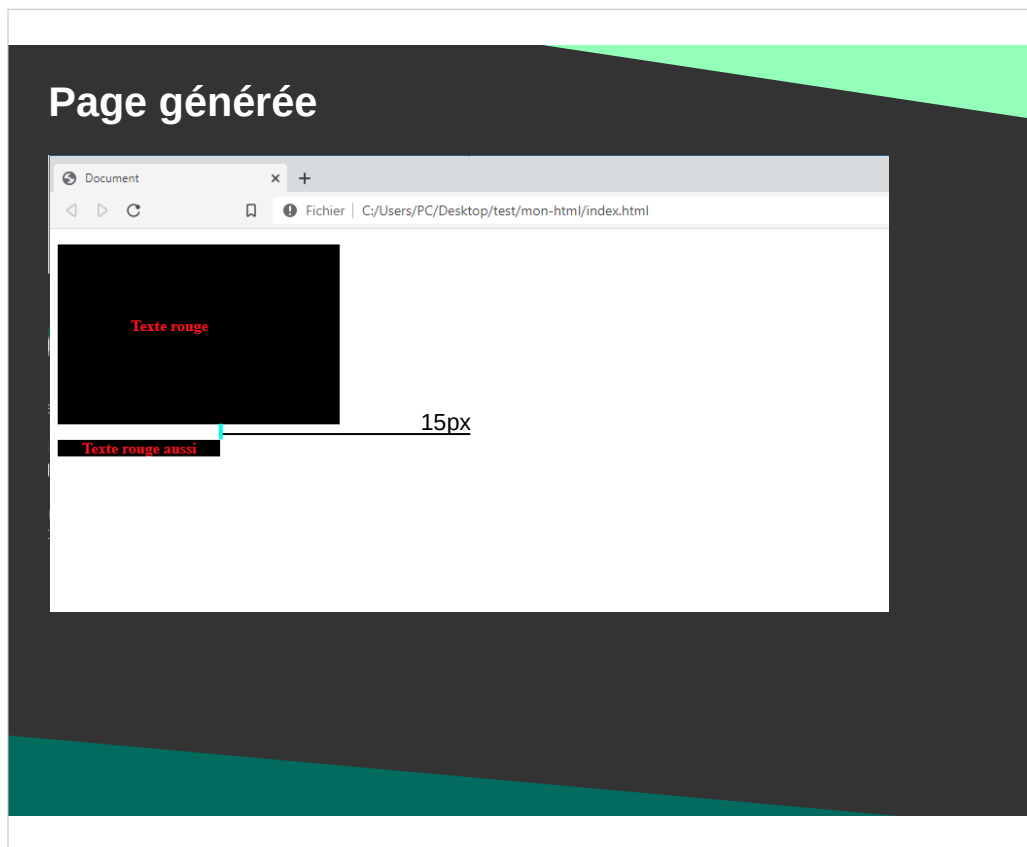 Page générée
Document
Fichier C:/Users/PC/Desktop/test/mon-html/index.html
Texte rouge
15px
Texte rouge aussi